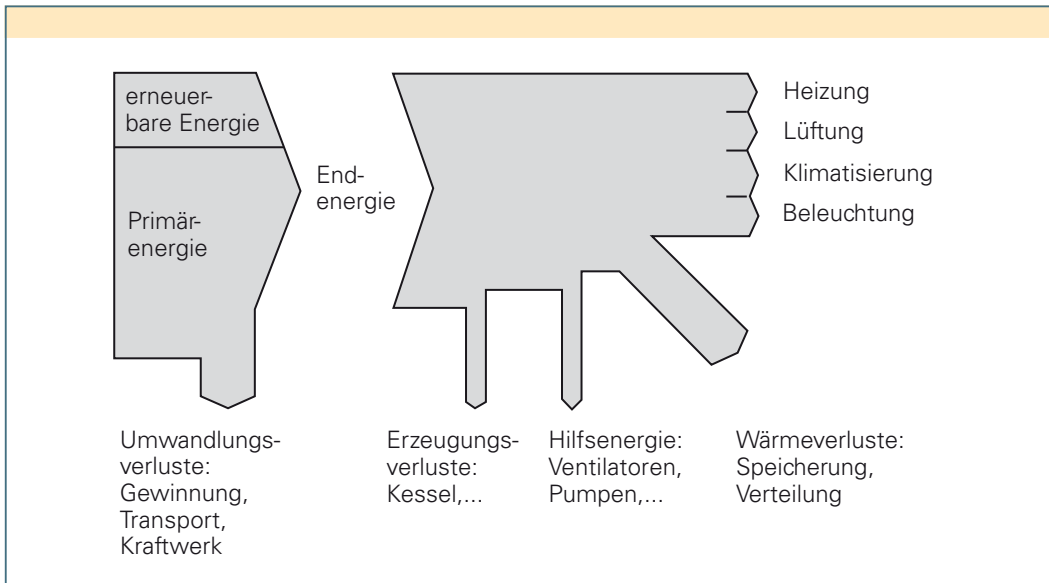 erneuer-
bare Energie
Primär-
energie
End-
energie
Heizung
Lüftung
Klimatisierung
Beleuchtung
Umwandlungs-
verluste:
Gewinnung,
Transport,
Kraftwerk
Erzeugungs-
verluste:
Kessel,...
Hilfsenergie:
Ventilatoren,
Pumpen,...
Wärmeverluste:
Speicherung,
Verteilung